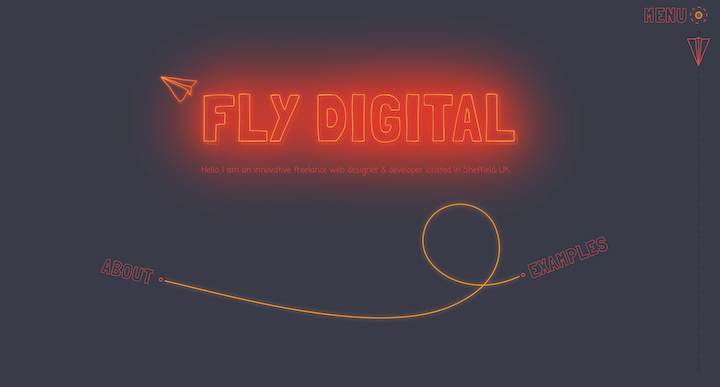 MENU
FLY DIGITAL
Hello I am an innovative freelance web designer & developer located in Sheffield, UK.
ABOUT
EXAMPLES